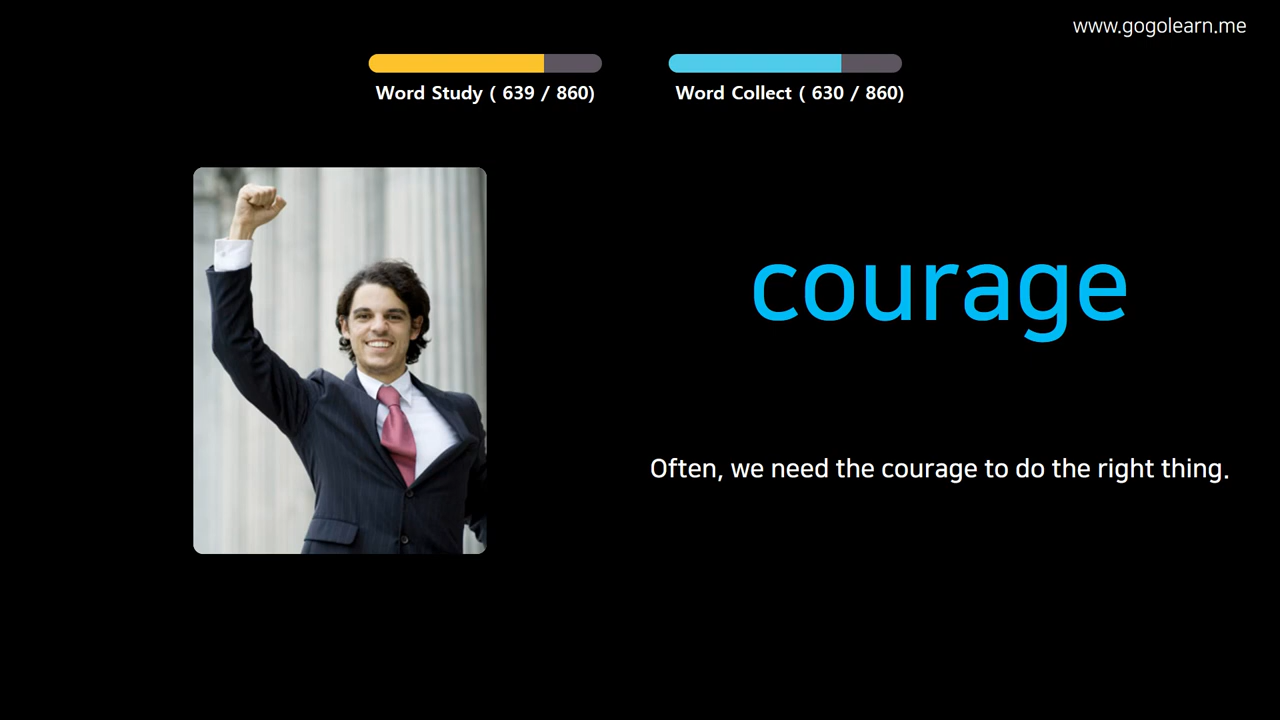 www.gogolearn.me
Word Study ( 639 / 860)
Word Collect ( 630 / 860)
courage
Often, we need the courage to do the right thing.